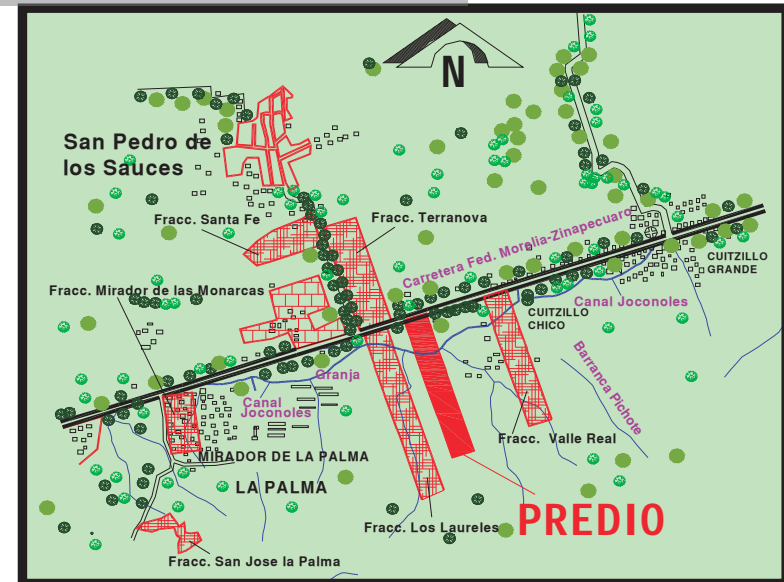 N
San Pedro de
los Sauces
Fracc. Santa Fe
Fracc. Terranova
Carretera Fed. Morelia-Zinapecuaro
CUITZILLO
GRANDE
Fracc. Mirador de las Monarcas
Canal Joconoles
CUITZILLO
CHICO
Granja
Barranca Pichote
Canal
Joconoles
Fracc. Valle Real
MIRADOR DE LA PALMA
LA PALMA
PREDIO
Fracc. Los Laureles
Fracc. San Jose la Palma